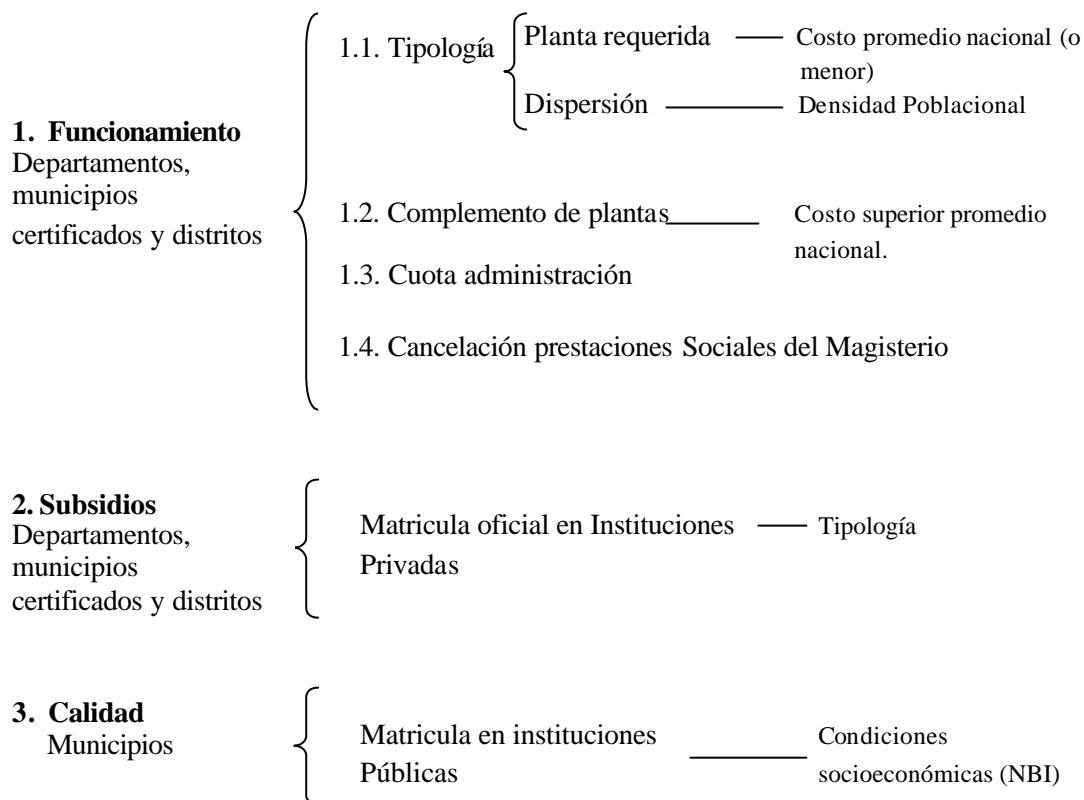 1. Funcionamiento
Departamentos,
municipios
certificados y distritos
1.1. Tipología
Planta requerida
Costo promedio nacional (o
menor)
Dispersión
Densidad Poblacional
1.2. Complemento de plantas
Costo superior promedio
nacional.
1.3. Cuota administración
1.4. Cancelación prestaciones Sociales del Magisterio
2. Subsidios
Departamentos,
municipios
certificados y distritos
Matricula oficial en Instituciones
Privadas
Tipología
3. Calidad
Municipios
Matricula en instituciones
Públicas
Condiciones
socioeconómicas (NBI)